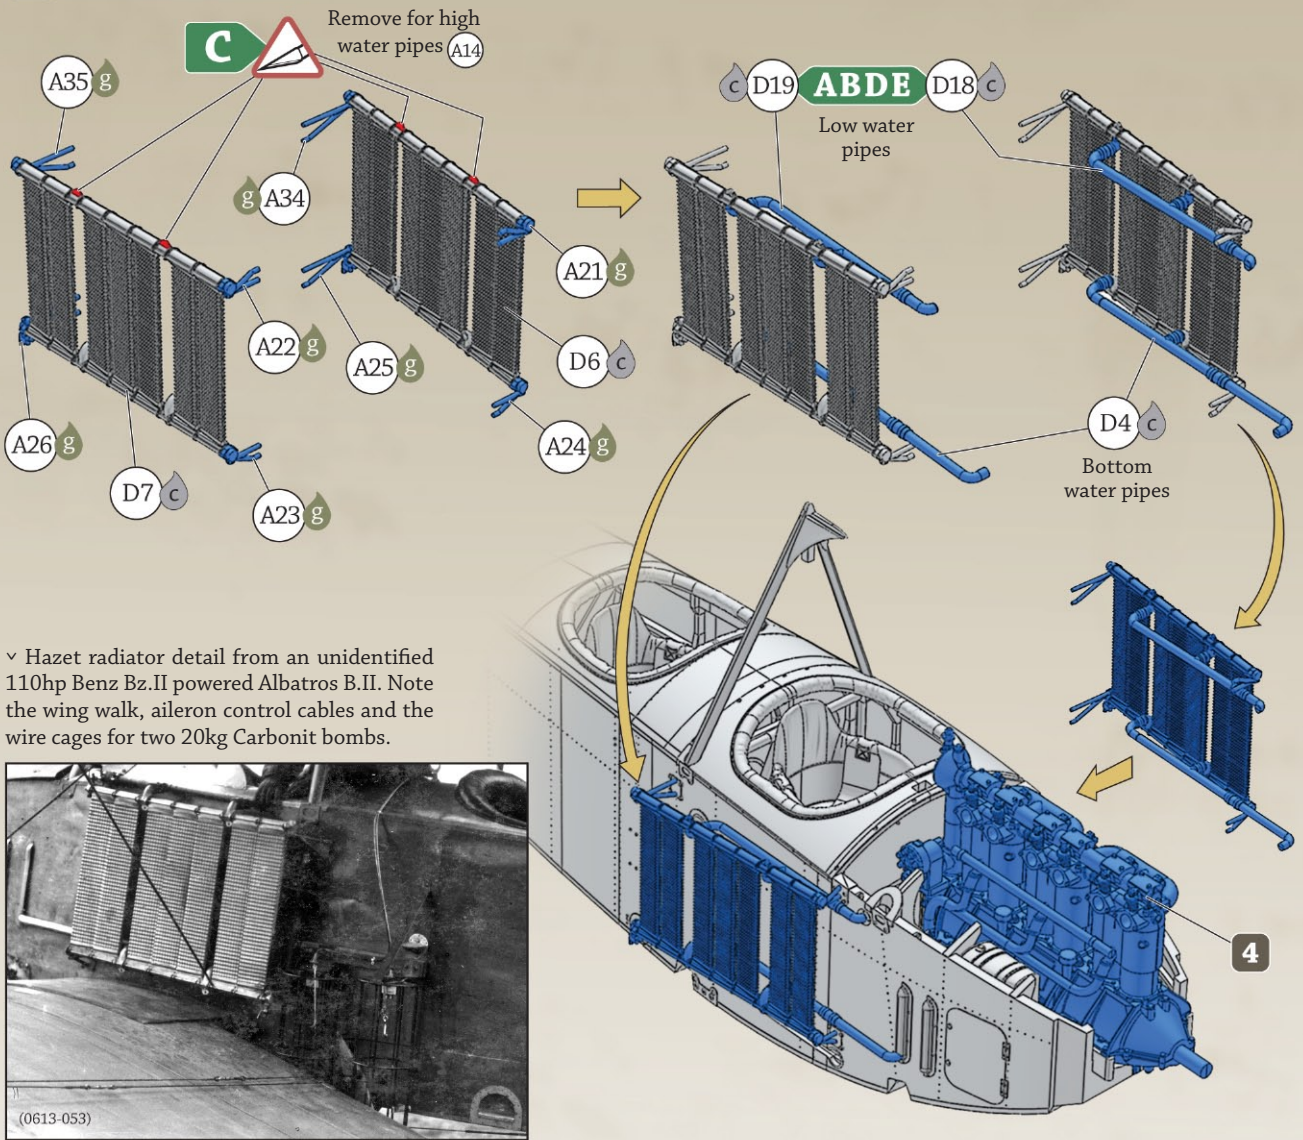 C
Remove for high
water pipes A14
A35 g
g A34
A21 g
A22 g
A25 g
D6 c
A26 g
A24 g
D7 c
A23 g
c D19 ABDE D18 c
Low water
pipes
D4 c
Bottom
water pipes
˅ Hazet radiator detail from an unidentified
110hp Benz Bz.II powered Albatros B.II. Note
the wing walk, aileron control cables and the
wire cages for two 20kg Carbonit bombs.
4
(0613-053)